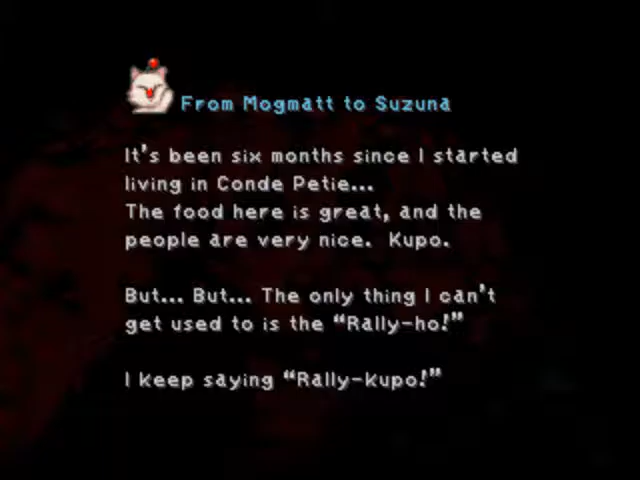 From Mogmatt to Suzuna
It's been six months since I started
living in Conde Petie...
The food here is great, and the
people are very nice.  Kupo.
But... But... The only thing I can't
get used to is the “Rally-ho!”
I keep saying “Rally-kupo!”